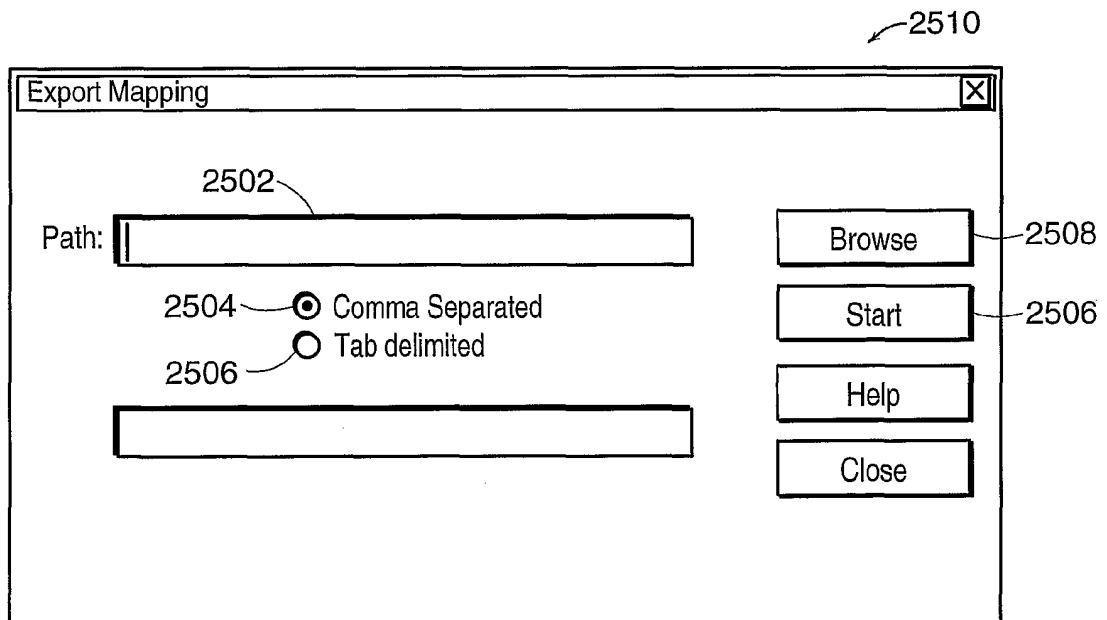 2510
Export Mapping
2502
Path:
Browse
2508
2504
Comma Separated
Start
2506
Tab delimited
2506
Help
Close